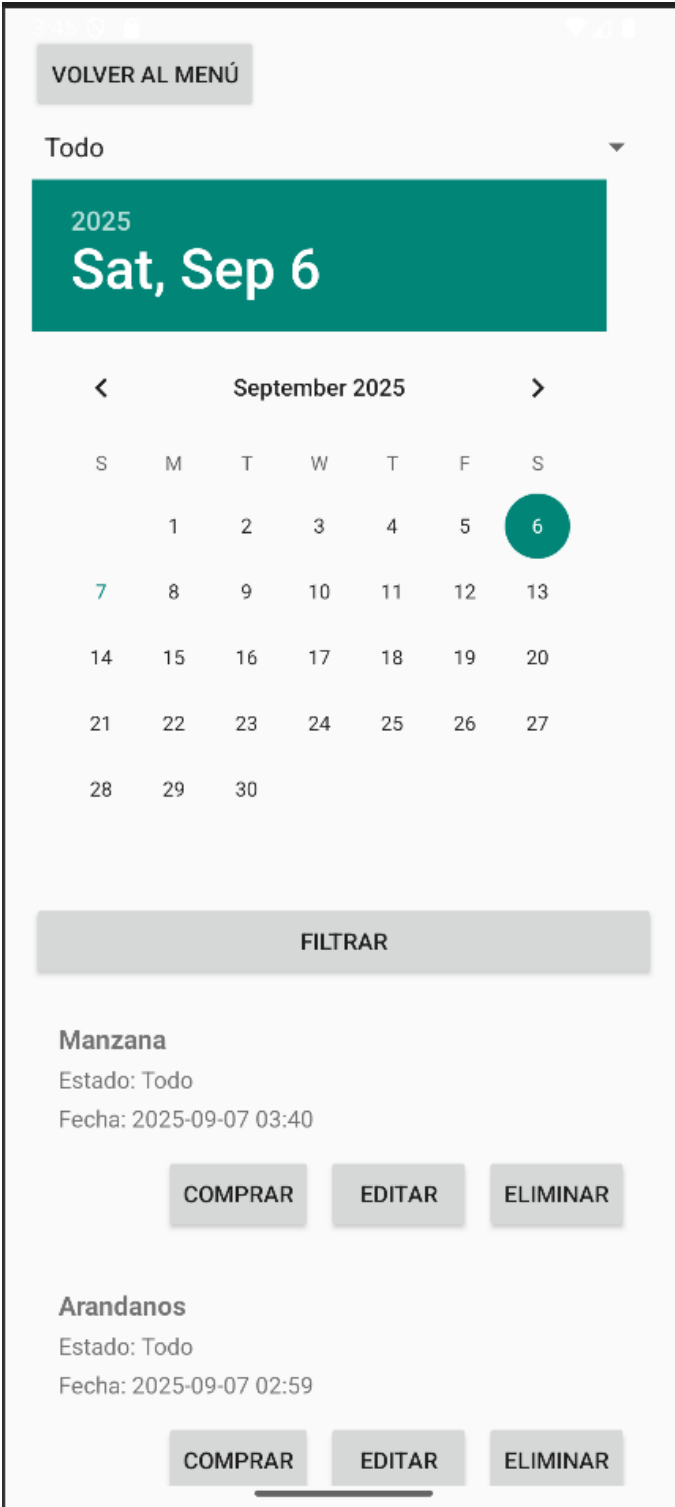 3:45
VOLVER AL MENÚ
Todo
2025
Sat, Sep 6
September 2025
S M T W T F S
1 2 3 4 5 6
7 8 9 10 11 12 13
14 15 16 17 18 19 20
21 22 23 24 25 26 27
28 29 30
FILTRAR
Manzana
Estado: Todo
Fecha: 2025-09-07 03:40
COMPRAR EDITAR ELIMINAR
Arandanos
Estado: Todo
Fecha: 2025-09-07 02:59
COMPRAR EDITAR ELIMINAR